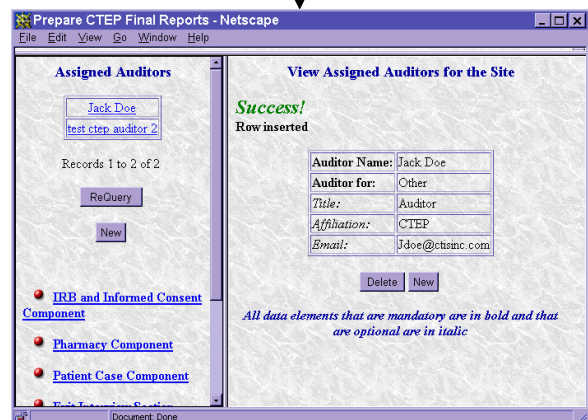 Prepare CTEP Final Reports - Netscape
File Edit View Go Window Help
Assigned Auditors
Jack Doe
test ctep auditor 2
Records 1 to 2 of 2
ReQuery
New
IRB and Informed Consent
Component
Pharmacy Component
Patient Case Component
Exit Interview Section
View Assigned Auditors for the Site
Success!
Row inserted
Auditor Name: Jack Doe
Auditor for: Other
Title: Auditor
Affiliation: CTEP
Email: Jdoe@ctisinc.com
Delete New
All data elements that are mandatory are in bold and that
are optional are in italic
Document: Done